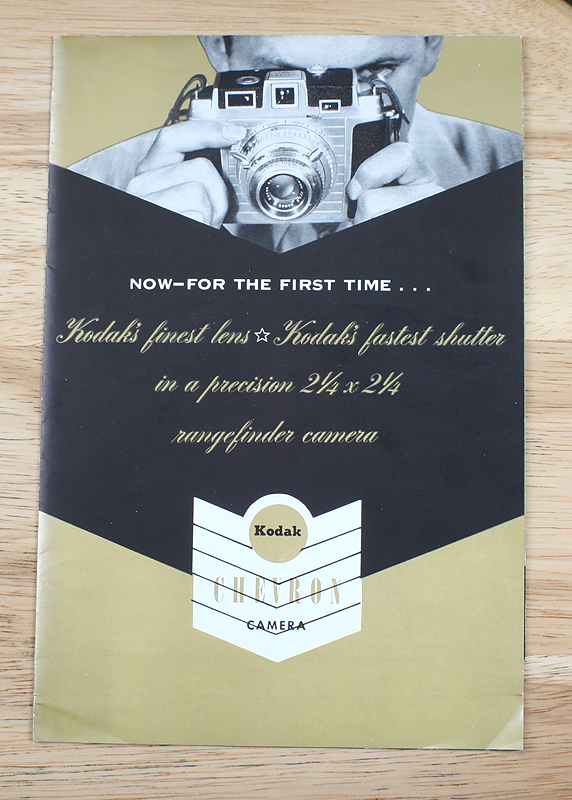 NOW—FOR THE FIRST TIME . . .
Kodak's finest lens ☆ Kodak's fastest shutter
in a precision 2¼ x 2¼
rangefinder camera
Kodak
CHEVRON
CAMERA